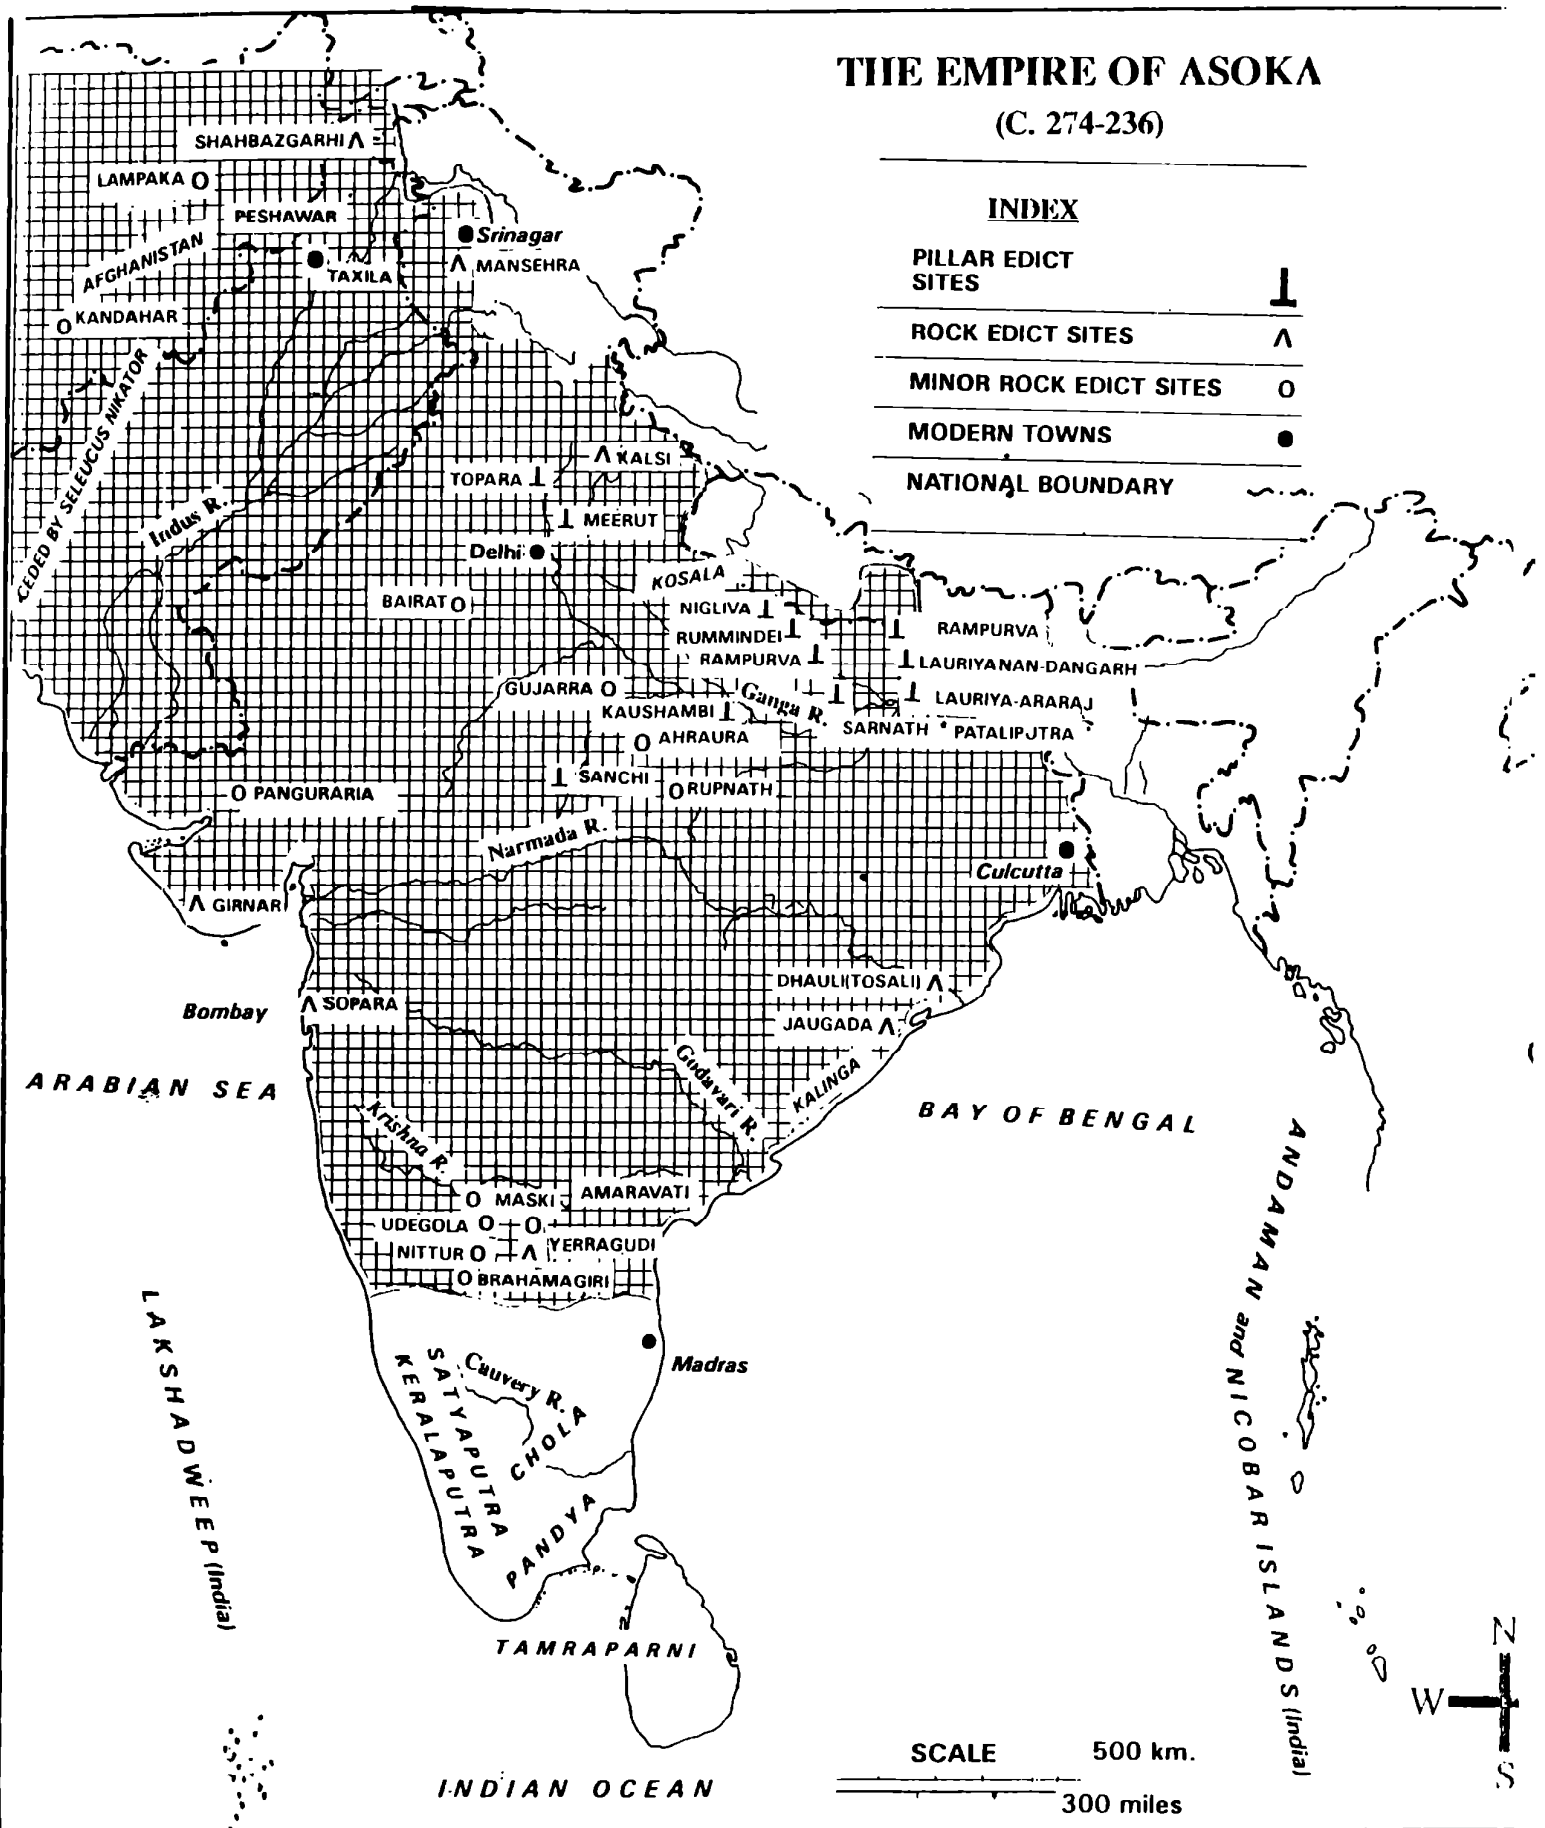 THE EMPIRE OF ASOKA
(C. 274-236)
INDEX
PILLAR EDICT
SITES
ROCK EDICT SITES
MINOR ROCK EDICT SITES
MODERN TOWNS
NATIONAL BOUNDARY
SHAHBAZGARHI
LAMPAKA
PESHAWAR
AFGHANISTAN
Srinagar
MANSEHRA
TAXILA
KANDAHAR
CEDED BY SELEUCUS NIKATOR
Indus R.
KALSI
TOPARA
MEERUT
Delhi
KOSALA
BAIRAT
NIGLIVA
RUMMINDEI
RAMPURVA
RAMPURVA
LAURIYANAN-DANGARH
GUJARRA
Ganga R.
LAURIYA-ARARAJ
KAUSHAMBI
SARNATH
PATALIPUTRA
AHRAURA
SANCHI
RUPNATH
PANGURARIA
Narmada R.
Culcutta
GIRNAR
DHAULI(TOSALI)
Bombay
SOPARA
JAUGADA
ARABIAN SEA
Godavari R.
KALINGA
BAY OF BENGAL
Krishna R.
MASKI
AMARAVATI
UDEGOLA
NITTUR
YERRAGUDI
BRAHAMAGIRI
ANDAMAN and NICOBAR ISLANDS (India)
LAKSHADWEEP (India)
Madras
Cauvery R.
SATYAPUTRA
KERALAPUTRA
CHOLA
PANDYA
TAMRAPARNI
N
W
S
SCALE
500 km.
300 miles
INDIAN OCEAN